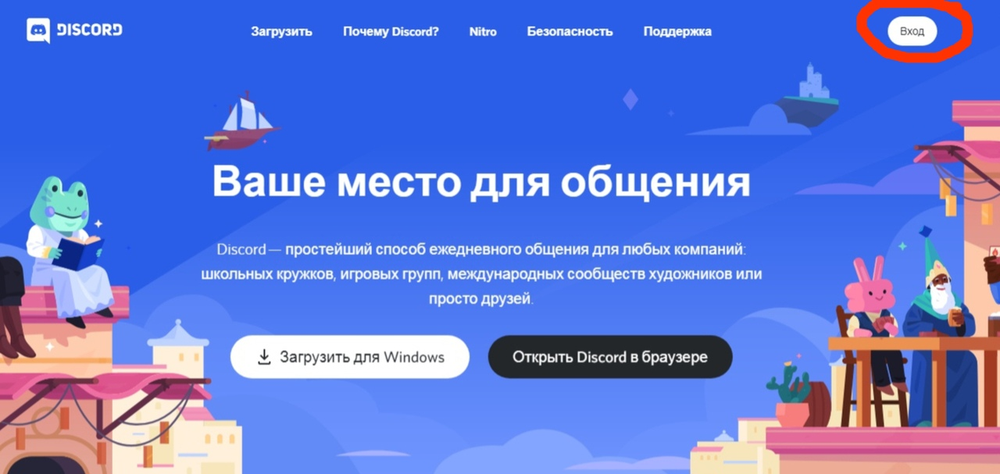 DISCORD
Загрузить Почему Discord? Nitro Безопасность Поддержка Вход
Ваше место для общения
Discord — простейший способ ежедневного общения для любых компаний:
школьных кружков, игровых групп, международных сообществ художников или
просто друзей.
Загрузить для Windows
Открыть Discord в браузере